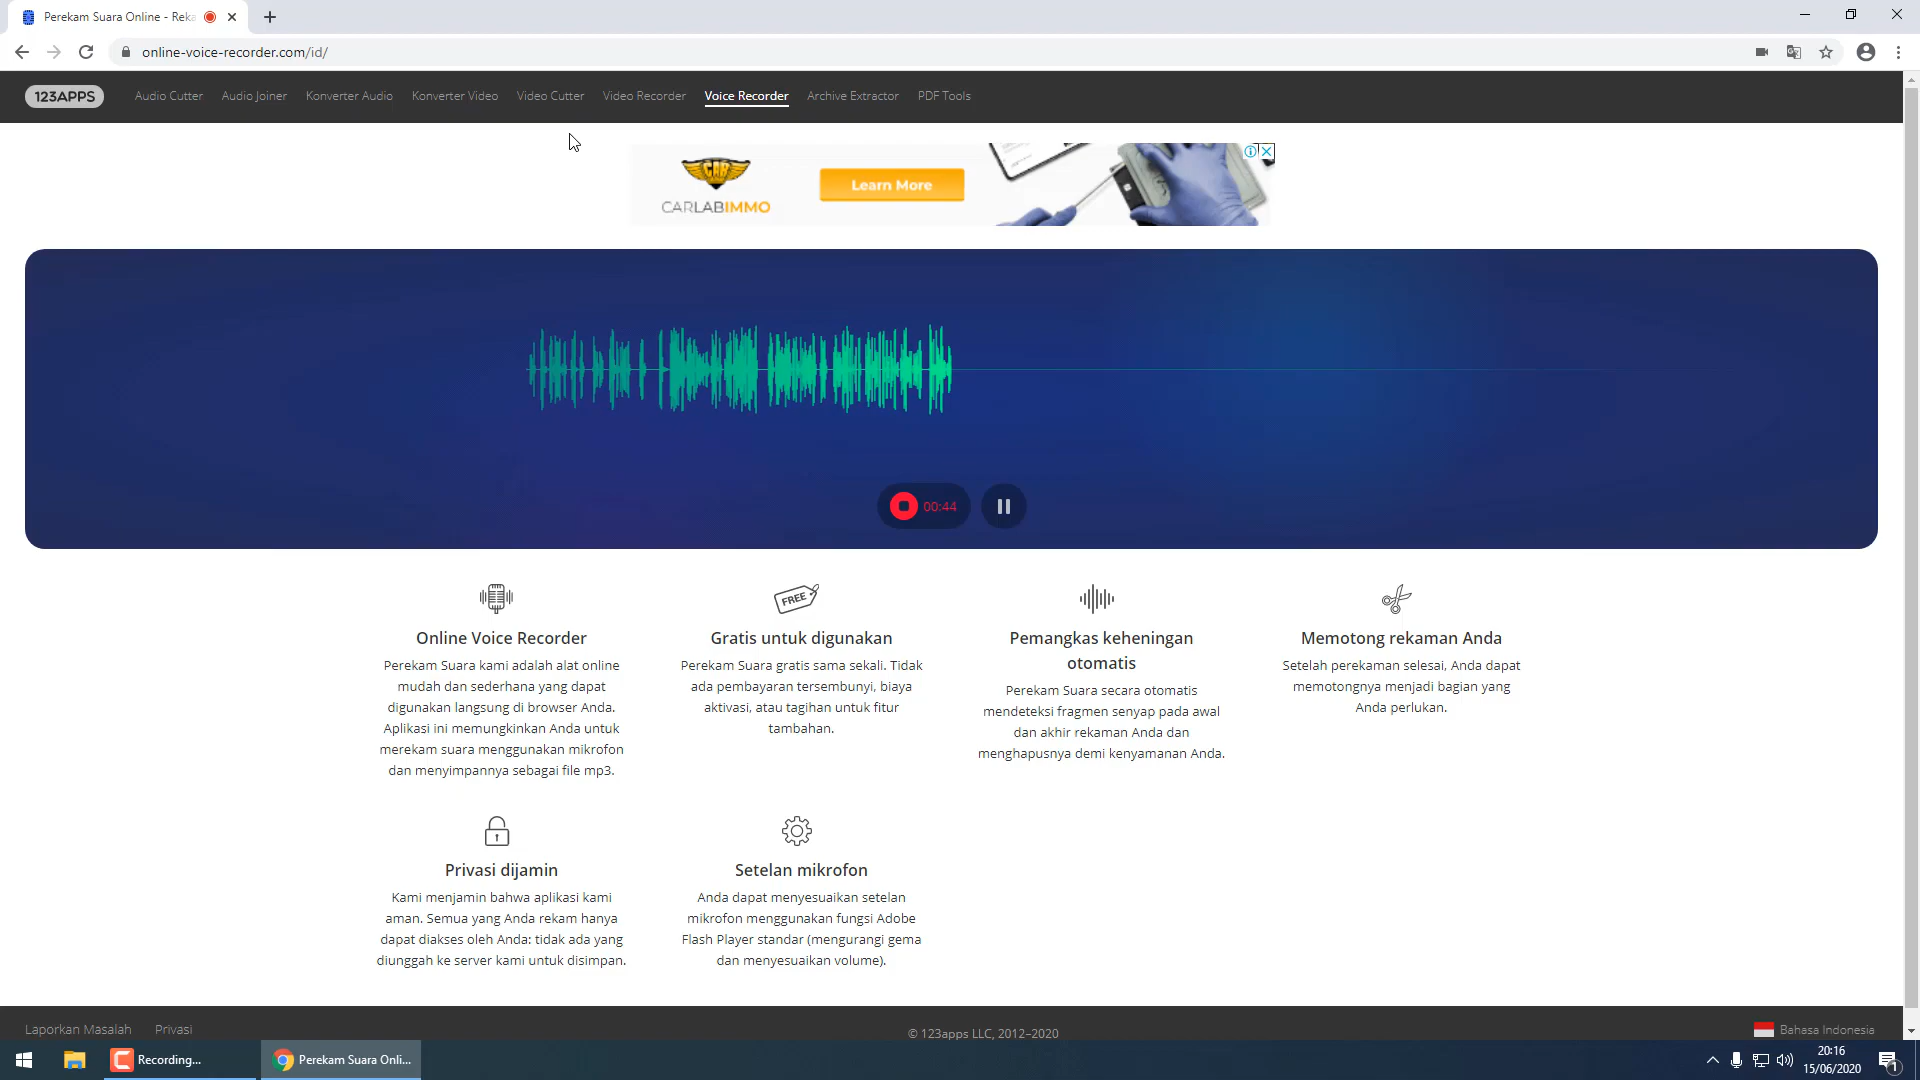 Perekam Suara Online - Reka
online-voice-recorder.com/id/
123APPS
Audio Cutter
Audio Joiner
Konverter Audio
Konverter Video
Video Cutter
Video Recorder
Voice Recorder
Archive Extractor
PDF Tools
CAR
CARLABIMMO
Learn More
00:44
Online Voice Recorder
Perekam Suara kami adalah alat online
mudah dan sederhana yang dapat
digunakan langsung di browser Anda.
Aplikasi ini memungkinkan Anda untuk
merekam suara menggunakan mikrofon
dan menyimpannya sebagai file mp3.
FREE
Gratis untuk digunakan
Perekam Suara gratis sama sekali. Tidak
ada pembayaran tersembunyi, biaya
aktivasi, atau tagihan untuk fitur
tambahan.
Pemangkas keheningan
otomatis
Perekam Suara secara otomatis
mendeteksi fragmen senyap pada awal
dan akhir rekaman Anda dan
menghapusnya demi kenyamanan Anda.
Memotong rekaman Anda
Setelah perekaman selesai, Anda dapat
memotongnya menjadi bagian yang
Anda perlukan.
Privasi dijamin
Kami menjamin bahwa aplikasi kami
aman. Semua yang Anda rekam hanya
dapat diakses oleh Anda: tidak ada yang
diunggah ke server kami untuk disimpan.
Setelan mikrofon
Anda dapat menyesuaikan setelan
mikrofon menggunakan fungsi Adobe
Flash Player standar (mengurangi gema
dan menyesuaikan volume).
Laporkan Masalah
Privasi
© 123apps LLC, 2012–2020
Bahasa Indonesia
Recording...
Perekam Suara Onli...
20:16
15/06/2020
1